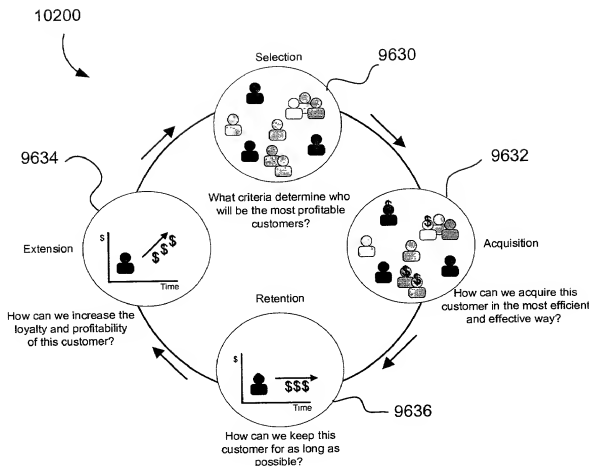 10200
Selection
9630
What criteria determine who
will be the most profitable
customers?
9632
Acquisition
$
$
$
$
How can we acquire this
customer in the most efficient
and effective way?
Retention
$
$$$
Time
9636
How can we keep this
customer for as long as
possible?
9634
Extension
$
$$$
Time
How can we increase the
loyalty and profitability
of this customer?